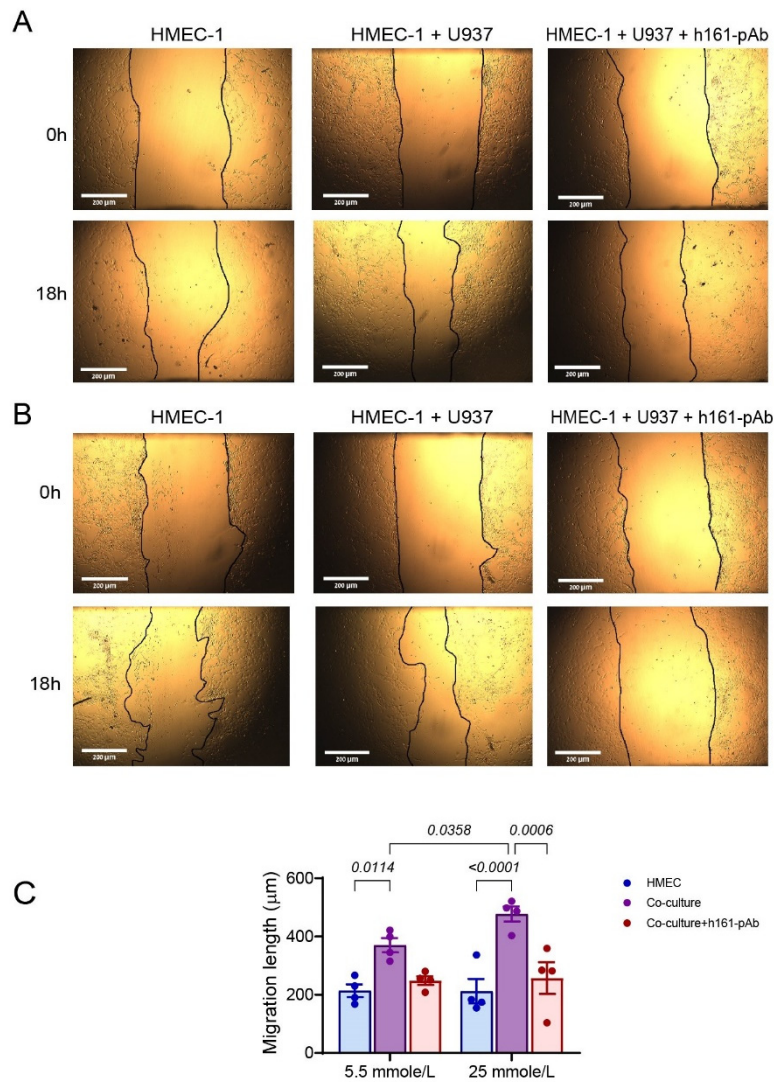 A
HMEC-1 HMEC-1 + U937 HMEC-1 + U937 + h161-pAb
0h
200 µm 200 µm 200 µm
18h
200 µm 200 µm 200 µm
B
HMEC-1 HMEC-1 + U937 HMEC-1 + U937 + h161-pAb
0h
200 µm 200 µm 200 µm
18h
200 µm 200 µm 200 µm
C
0.0358 0.0006
0.0114 <0.0001
HMEC
Co-culture
Co-culture+h161-pAb
Migration length (µm)
600
400
200
0
5.5 mmole/L 25 mmole/L